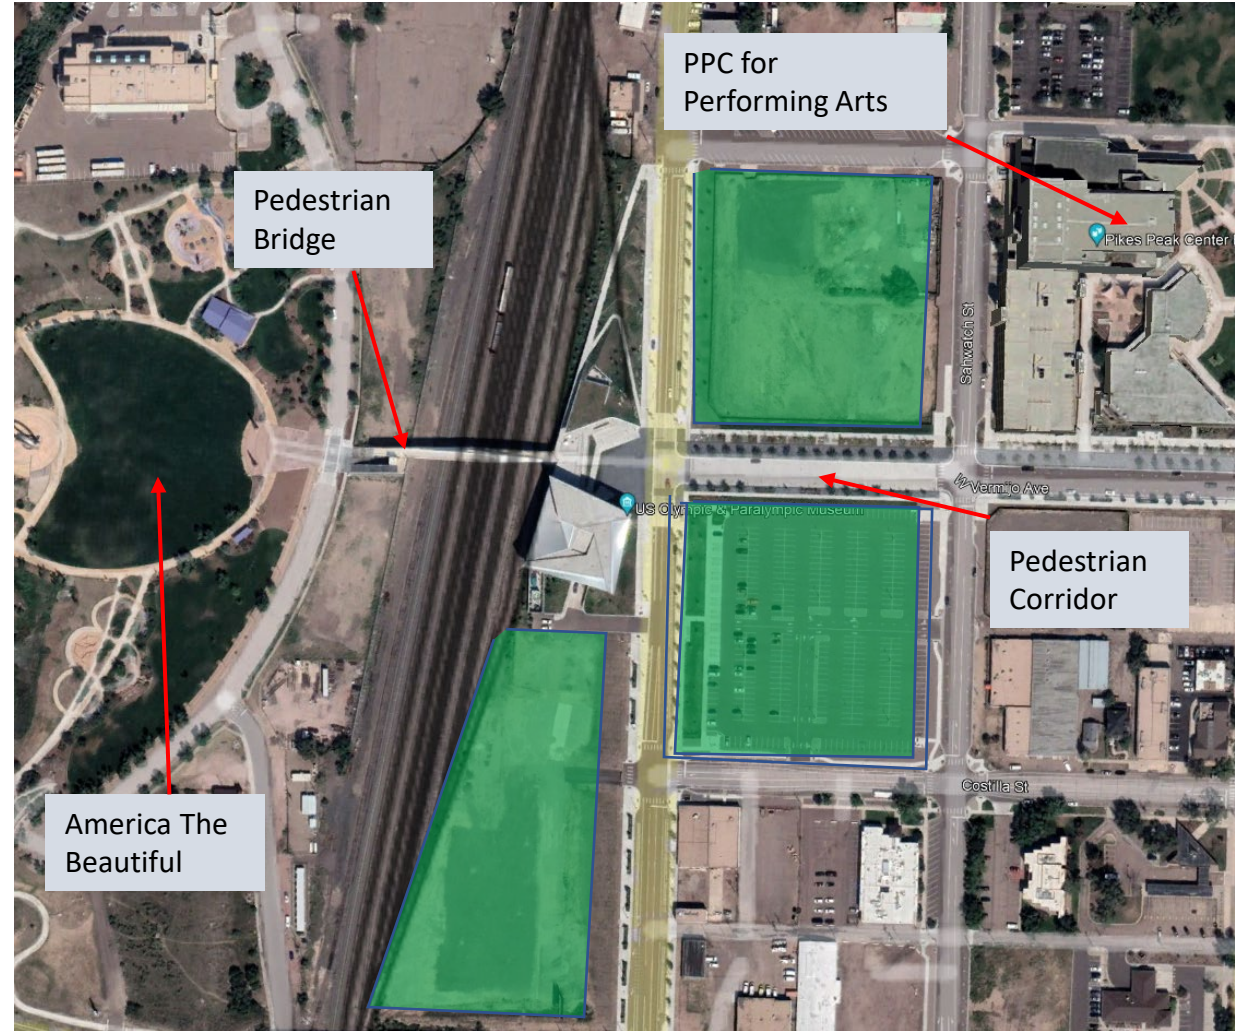 PPC for
Performing Arts
Pedestrian
Bridge
Pikes Peak Center
Sahwatch St
W Vermijo Ave
US Olympic & Paralympic Museum
Pedestrian
Corridor
Costilla St
America The
Beautiful